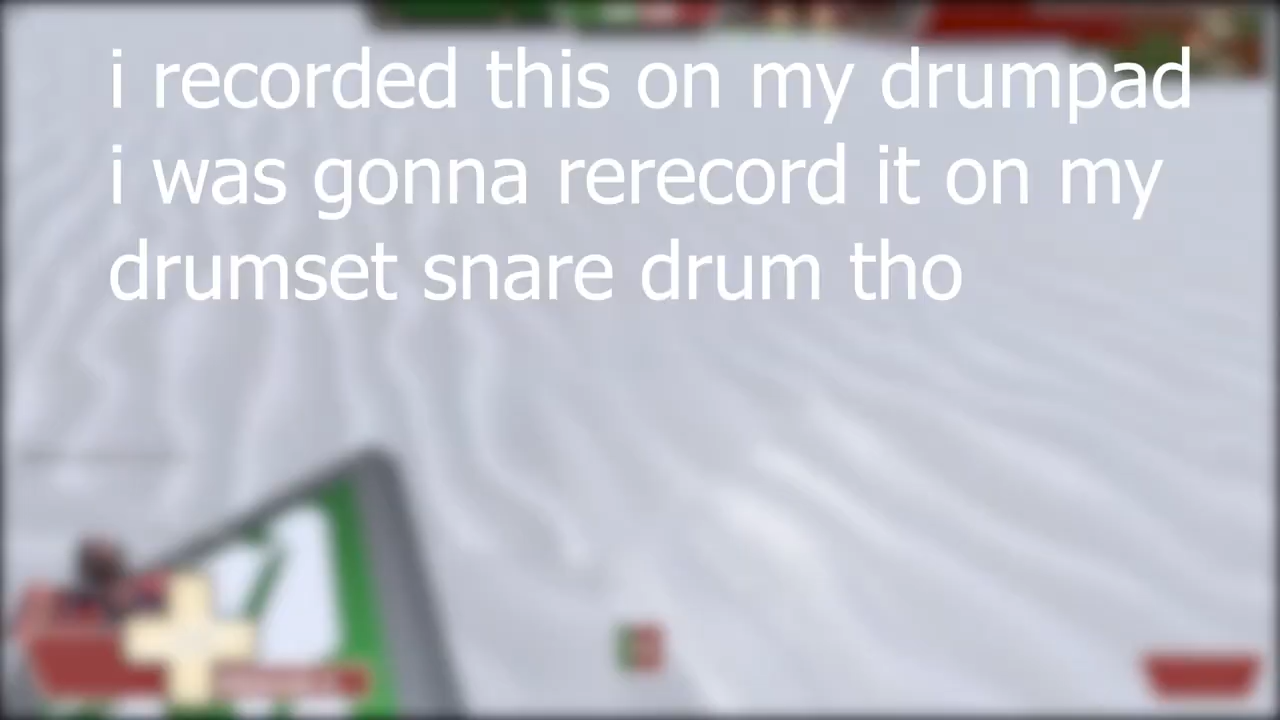 i recorded this on my drumpad
i was gonna rerecord it on my
drumset snare drum tho